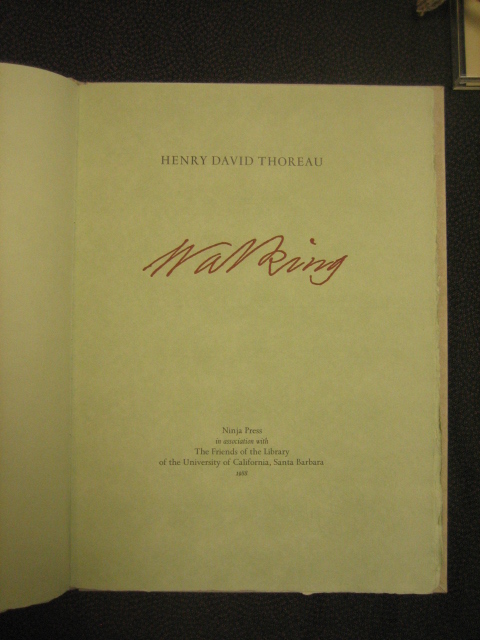 HENRY DAVID THOREAU
Walking
Ninja Press
in association with
The Friends of the Library
of the University of California, Santa Barbara